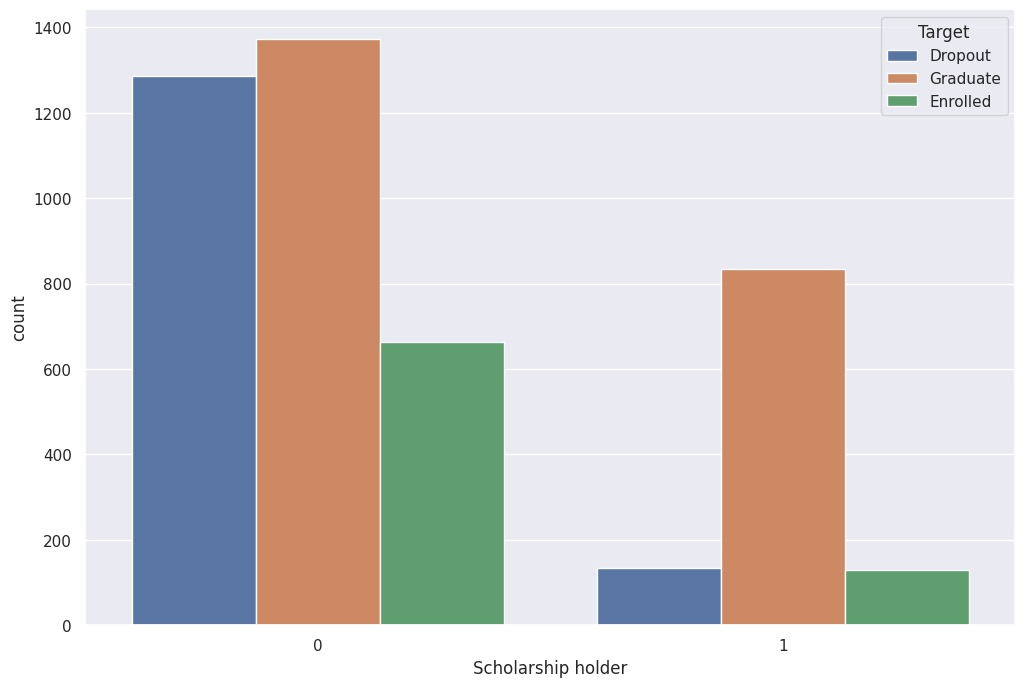 1400
1200
1000
800
600
400
200
0
count
Target
Dropout
Graduate
Enrolled
0
1
Scholarship holder